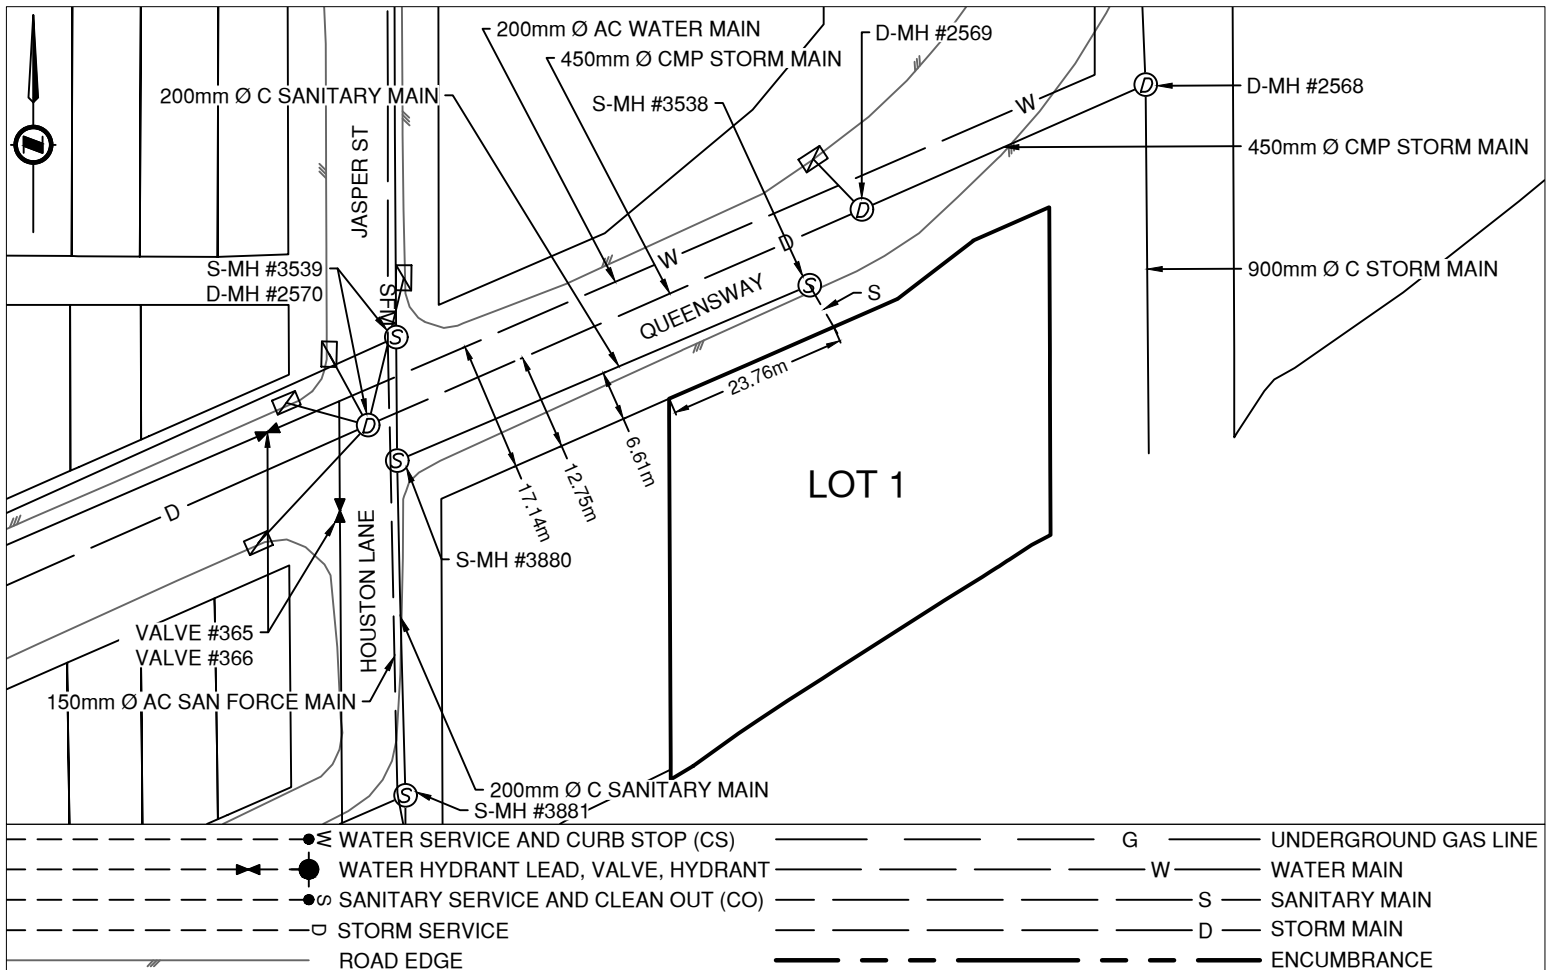 200mm Ø AC WATER MAIN
D-MH #2569
450mm Ø CMP STORM MAIN
D-MH #2568
200mm Ø C SANITARY MAIN
S-MH #3538
W
D
450mm Ø CMP STORM MAIN
JASPER ST
D
D
W
S-MH #3539
D-MH #2570
900mm Ø C STORM MAIN
SFM
S
S
QUEENSWAY
S
23.76m
D
S
6.61m
12.75m
17.14m
LOT 1
D
S-MH #3880
HOUSTON LANE
VALVE #365
VALVE #366
150mm Ø AC SAN FORCE MAIN
200mm Ø C SANITARY MAIN
S
S-MH #3881
W WATER SERVICE AND CURB STOP (CS)
G UNDERGROUND GAS LINE
WATER HYDRANT LEAD, VALVE, HYDRANT
W WATER MAIN
S SANITARY SERVICE AND CLEAN OUT (CO)
S SANITARY MAIN
D STORM SERVICE
D STORM MAIN
ROAD EDGE
ENCUMBRANCE